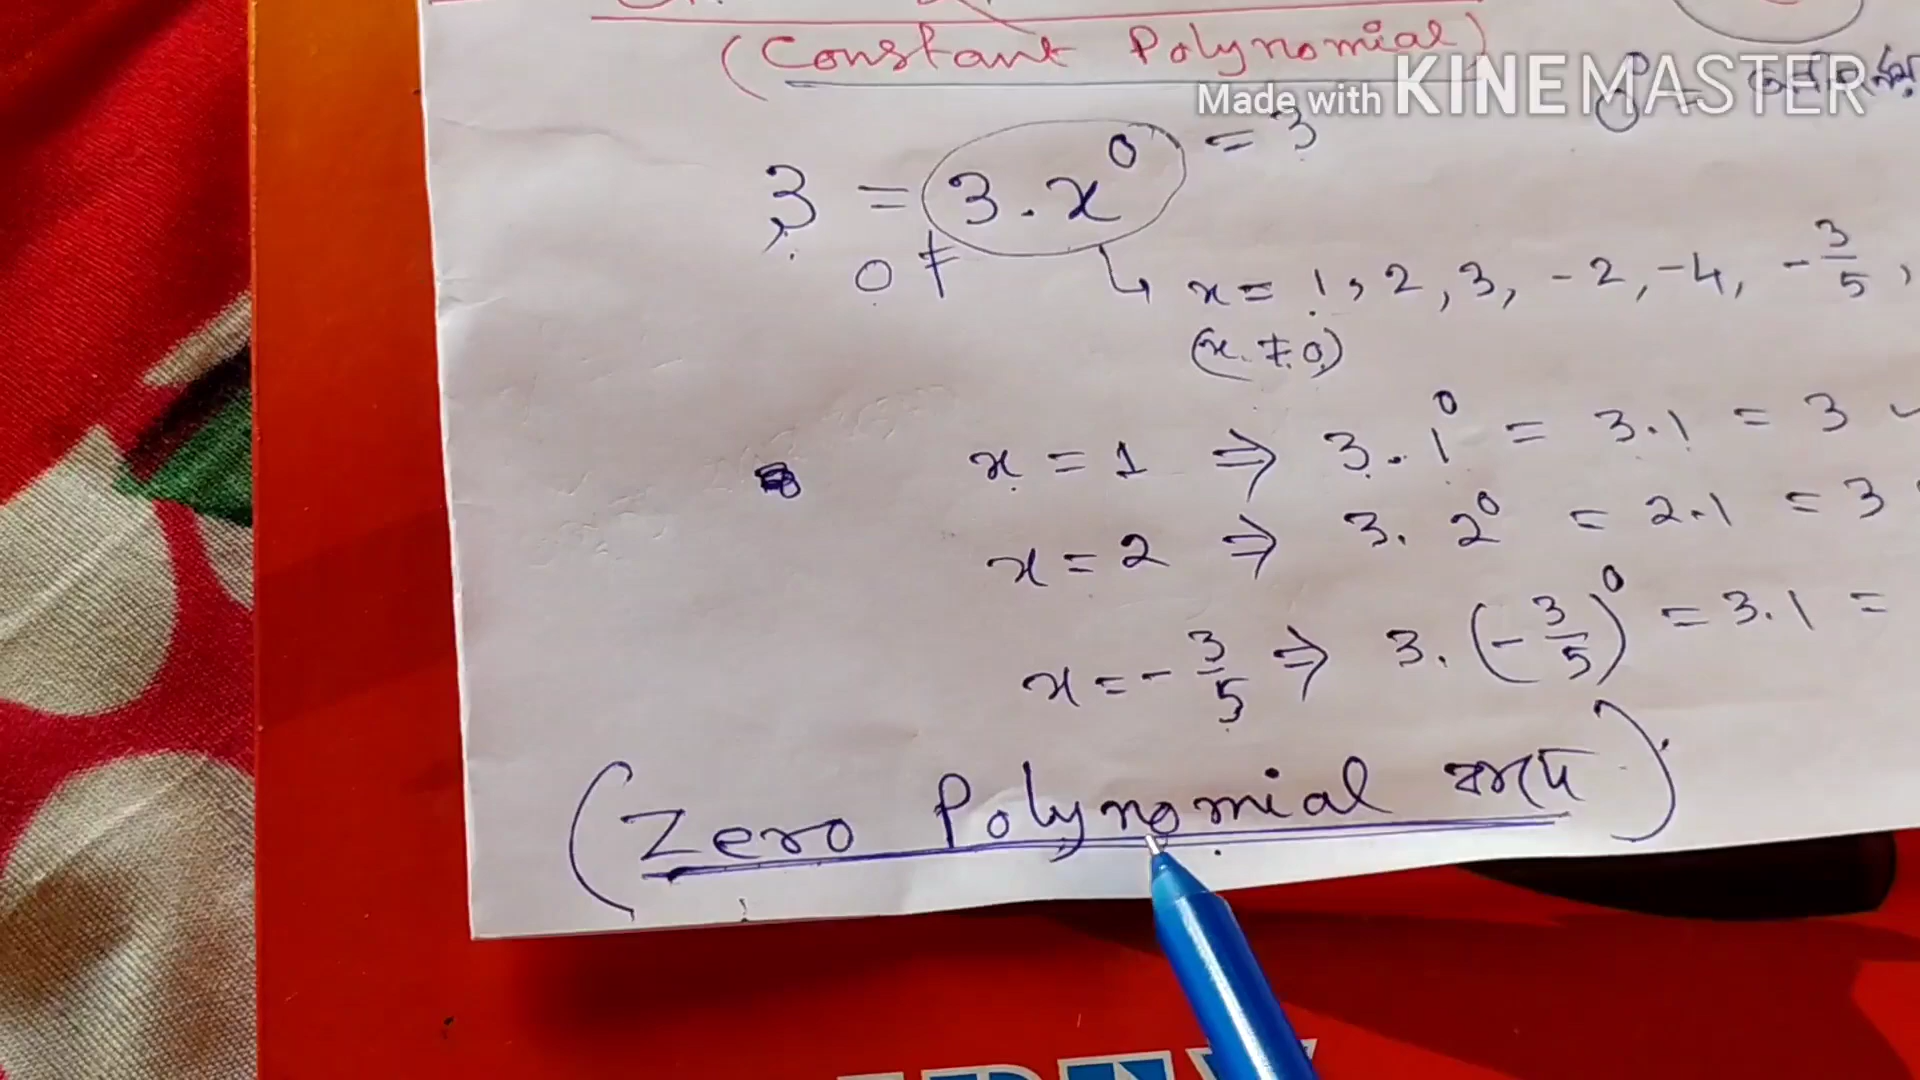 (Constant Polynomial)
Made with KINEMASTER
3 = 3.x⁰ = 3
0 ≠
x = 1, 2, 3, -2, -4, -3/5,
(x ≠ 0)
x = 1 ⇒ 3.1⁰ = 3.1 = 3
x = 2 ⇒ 3.2⁰ = 2.1 = 3
x = -3/5 ⇒ 3.(-3/5)⁰ = 3.1 =
(Zero Polynomial বাদে)